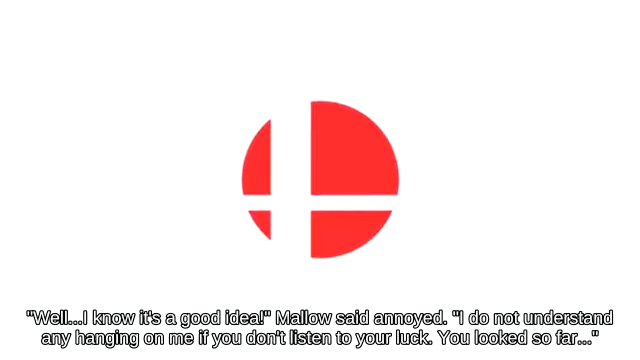 "Well...I know it's a good idea!" Mallow said annoyed. "I do not understand
any hanging on me if you don't listen to your luck. You looked so far..."